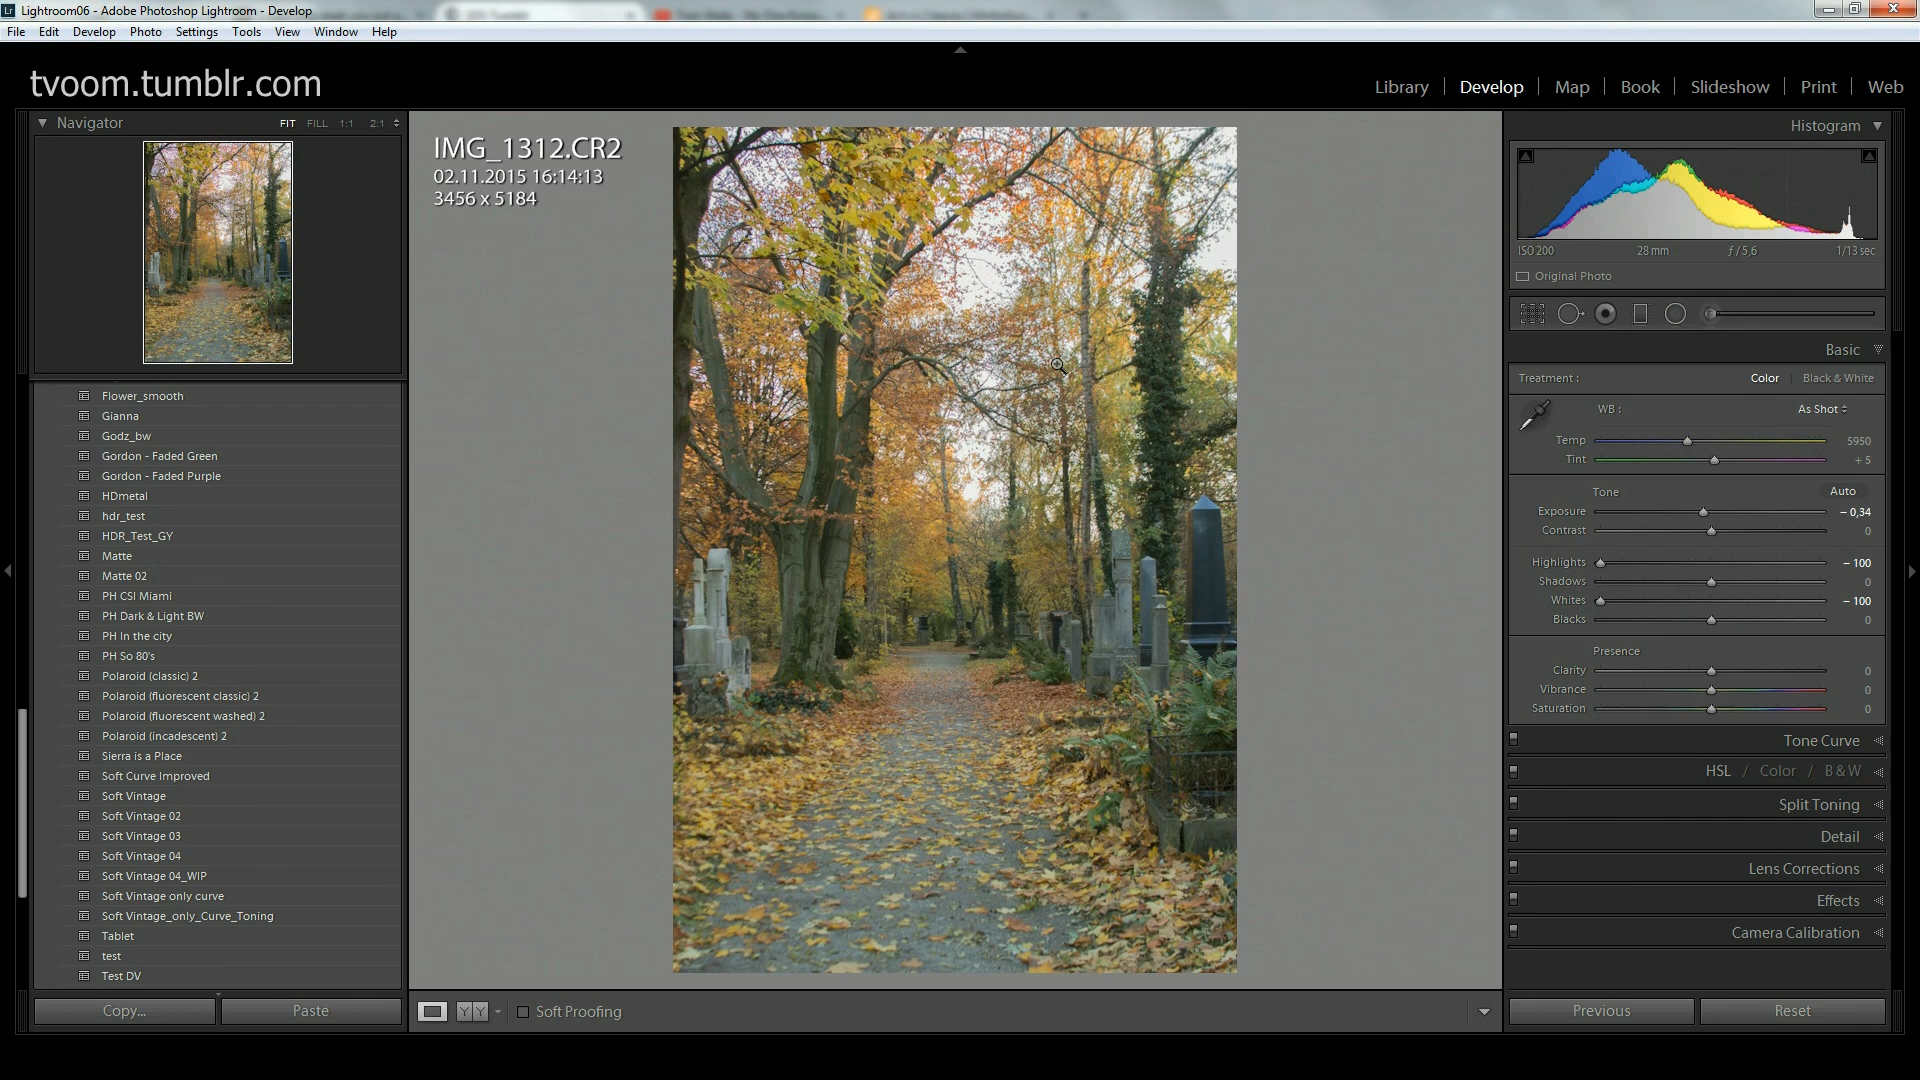 Lightroom06 - Adobe Photoshop Lightroom - Develop
File Edit Develop Photo Settings Tools View Window Help
tvoom.tumblr.com
Library Develop Map Book Slideshow Print Web
Navigator FIT FILL 1:1 2:1
Flower_smooth
Gianna
Godz_bw
Gordon - Faded Green
Gordon - Faded Purple
HDmetal
hdr_test
HDR_Test_GY
Matte
Matte 02
PH CSI Miami
PH Dark & Light BW
PH In the city
PH So 80's
Polaroid (classic) 2
Polaroid (fluorescent classic) 2
Polaroid (fluorescent washed) 2
Polaroid (incadescent) 2
Sierra is a Place
Soft Curve Improved
Soft Vintage
Soft Vintage 02
Soft Vintage 03
Soft Vintage 04
Soft Vintage 04_WIP
Soft Vintage only curve
Soft Vintage_only_Curve_Toning
Tablet
test
Test DV
Copy... Paste
IMG_1312.CR2
02.11.2015 16:14:13
3456 x 5184
Soft Proofing
Histogram
ISO 200 28 mm f / 5,6 1/13 sec
Original Photo
Basic
Treatment : Color Black & White
WB : As Shot
Temp 5950
Tint + 5
Tone Auto
Exposure - 0,34
Contrast 0
Highlights - 100
Shadows 0
Whites - 100
Blacks 0
Presence
Clarity 0
Vibrance 0
Saturation 0
Tone Curve
HSL / Color / B & W
Split Toning
Detail
Lens Corrections
Effects
Camera Calibration
Previous Reset